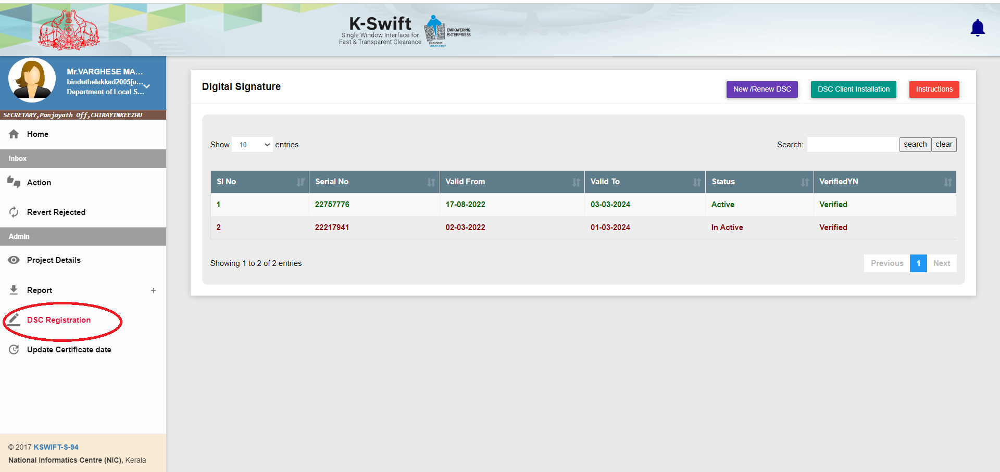 K-Swift
Single Window Interface for
Fast & Transparent Clearance
EMPOWERING
ENTERPRISES
Business
made easy!
Mr.VARGHESE MA...
binduthelakkad2005[a...
Department of Local S...
SECRETARY,Panjayath Off,CHIRAYINKEEZHU
Home
Inbox
Action
Revert Rejected
Admin
Project Details
Report +
DSC Registration
Update Certificate date
© 2017 KSWIFT-S-94
National Informatics Centre (NIC), Kerala
Digital Signature
New /Renew DSC DSC Client Installation Instructions
Show 10 entries Search: search clear
Sl No Serial No Valid From Valid To Status VerifiedYN
1 22757776 17-08-2022 03-03-2024 Active Verified
2 22217941 02-03-2022 01-03-2024 In Active Verified
Showing 1 to 2 of 2 entries Previous 1 Next